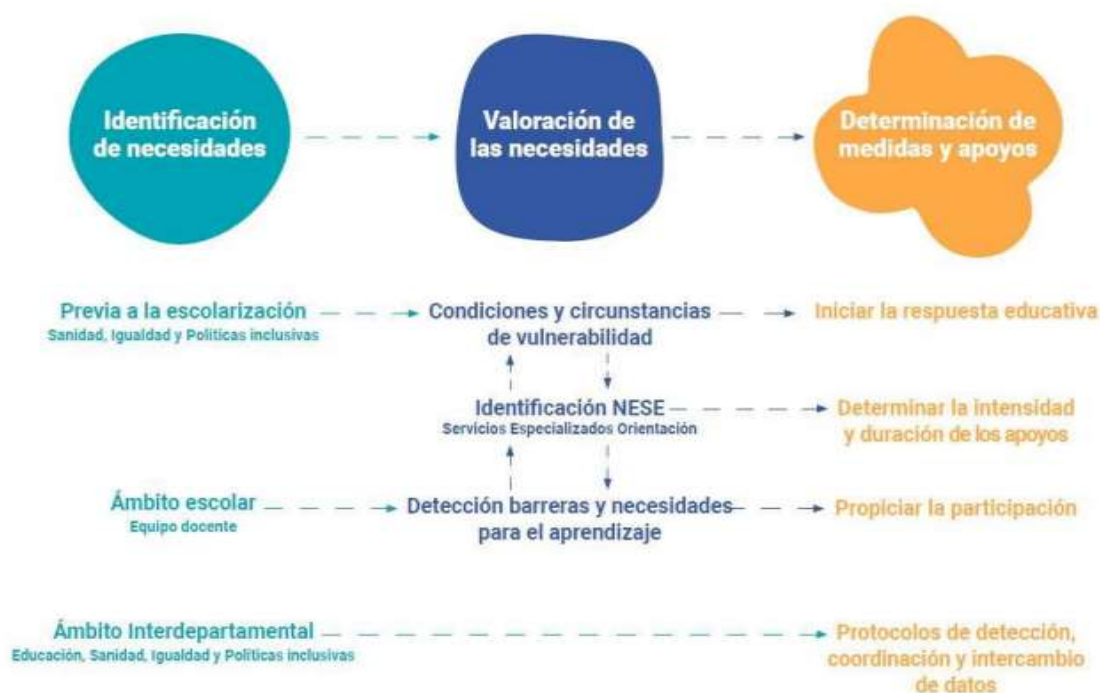 Identificación
de necesidades
Valoración de
las necesidades
Determinación de
medidas y apoyos
Previa a la escolarización
Sanidad, Igualdad y Políticas inclusivas
Condiciones y circunstancias
de vulnerabilidad
Iniciar la respuesta educativa
Identificación NESE
Servicios Especializados Orientación
Determinar la intensidad
y duración de los apoyos
Ámbito escolar
Equipo docente
Detección barreras y necesidades
para el aprendizaje
Propiciar la participación
Ámbito Interdepartamental
Educación, Sanidad, Igualdad y Políticas inclusivas
Protocolos de detección,
coordinación y intercambio
de datos